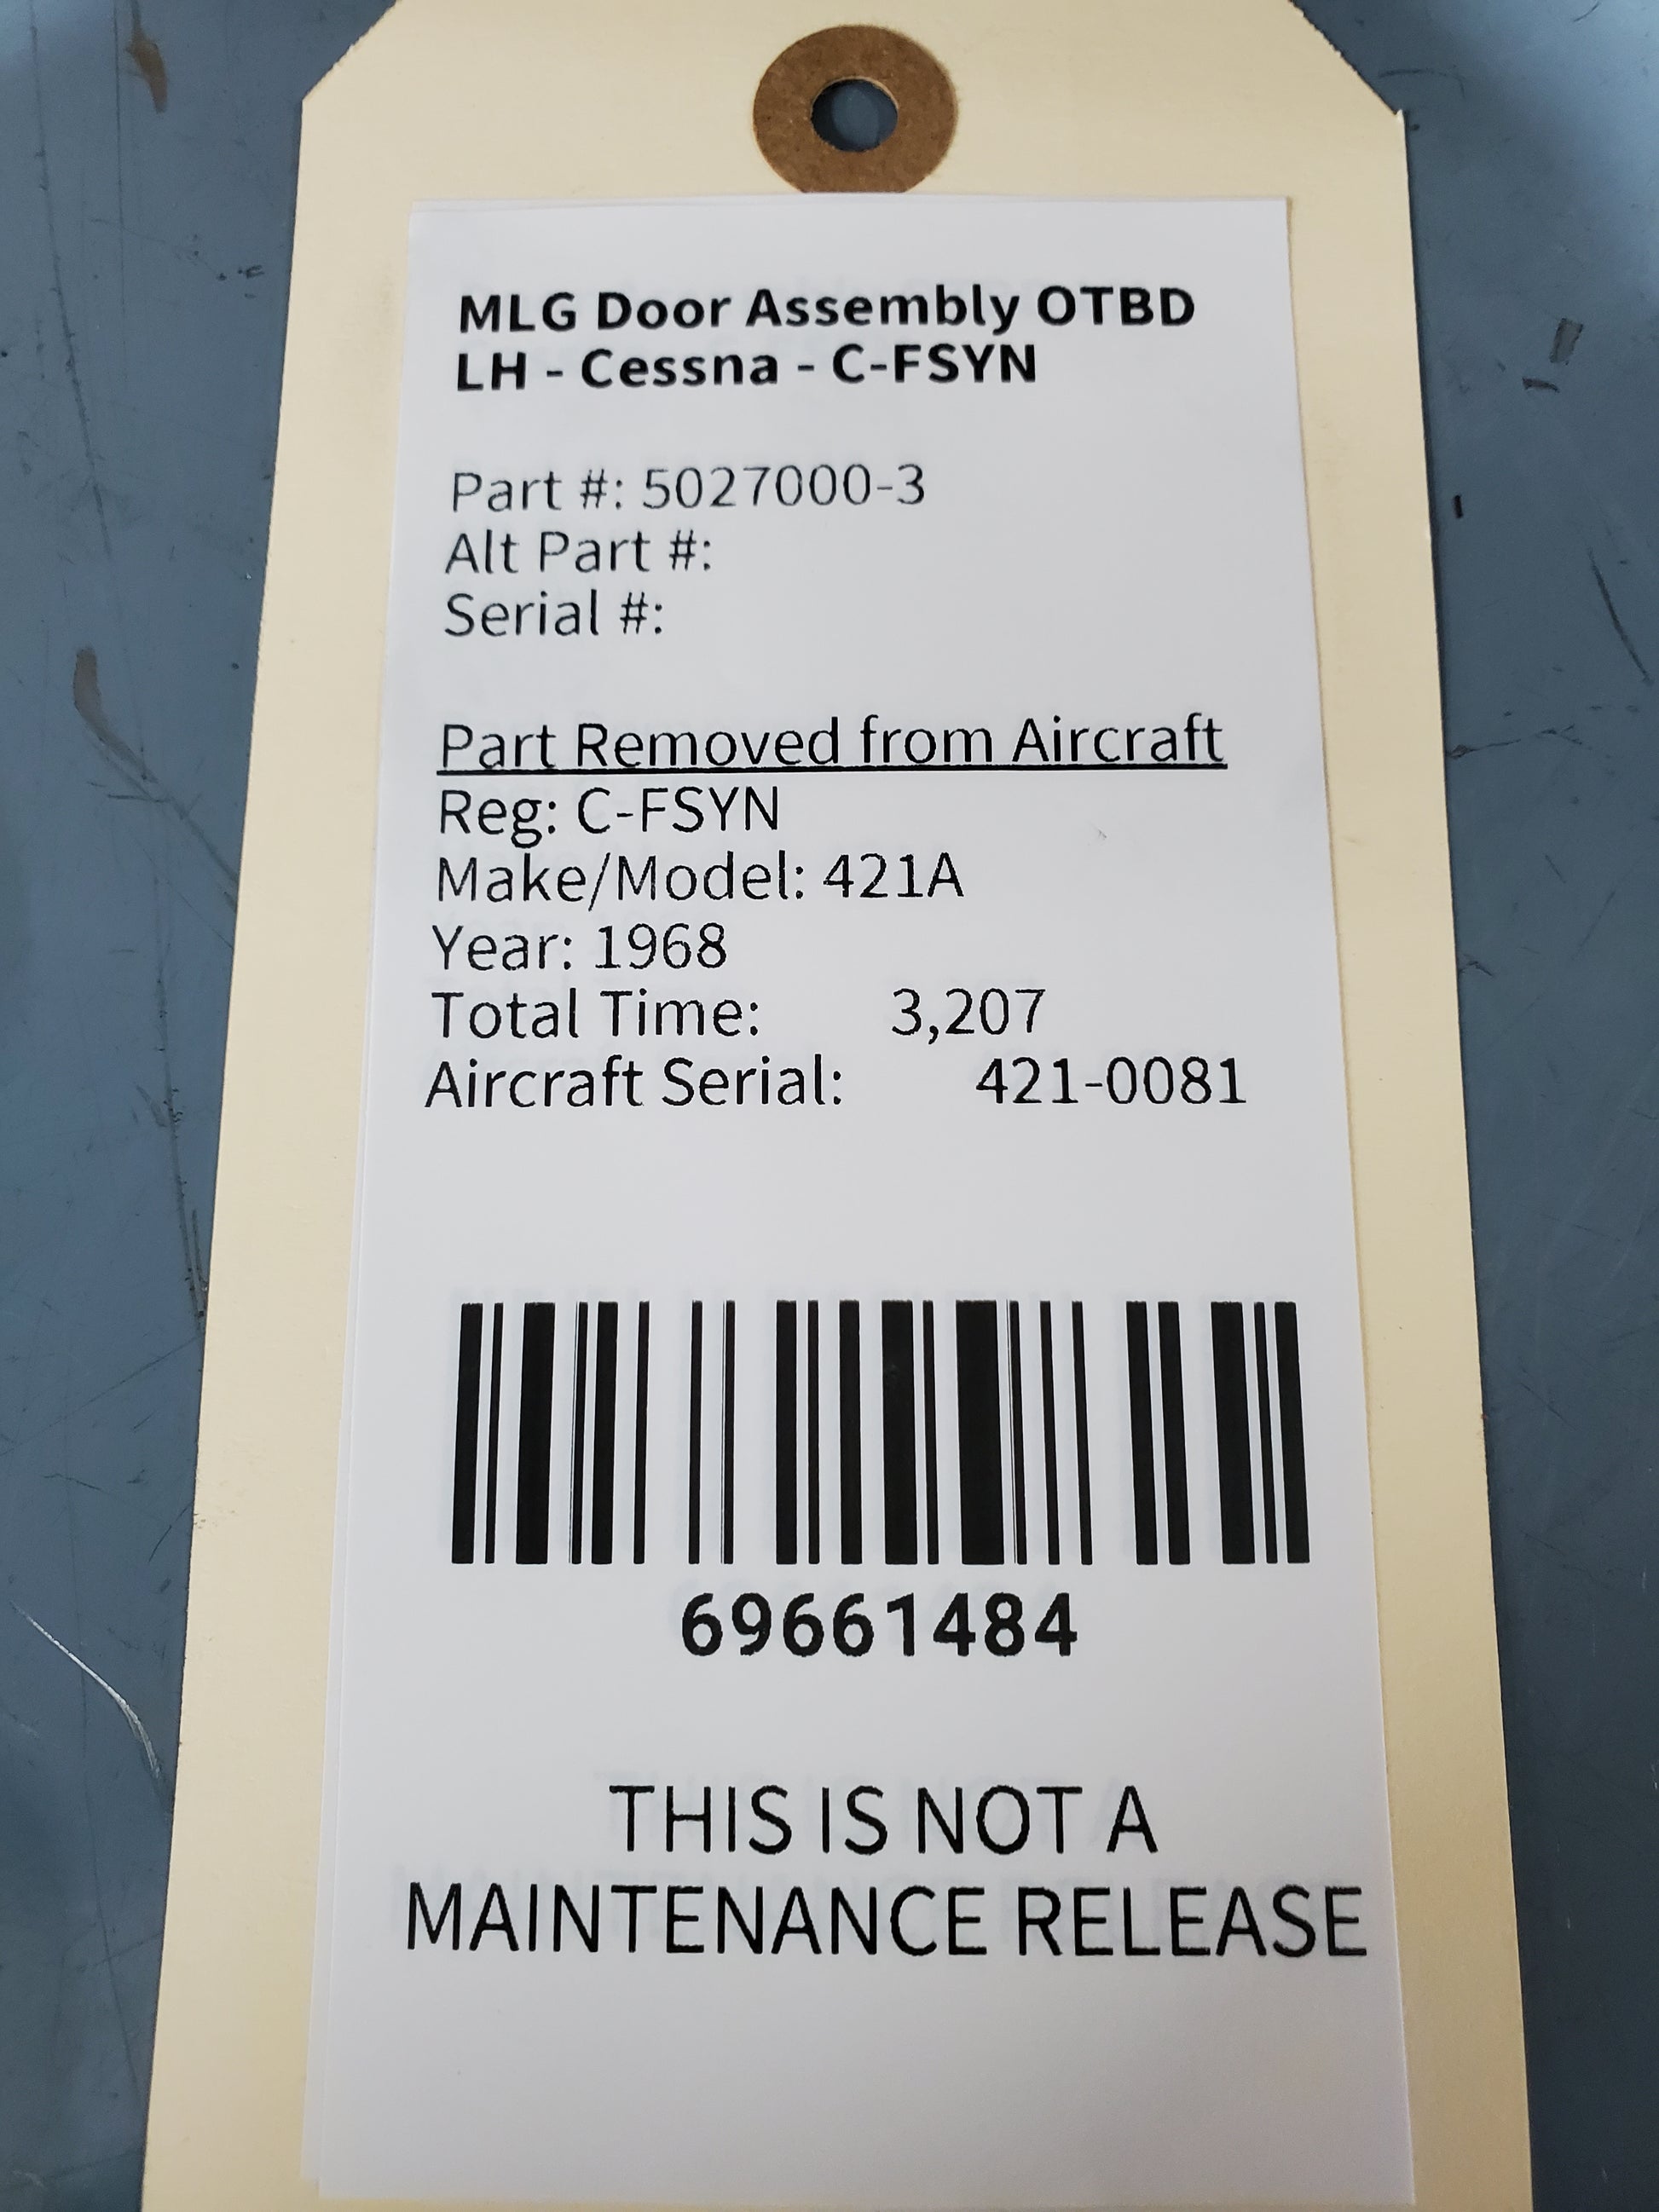 MLG Door Assembly OTBD
LH - Cessna - C-FSYN
Part #: 5027000-3
Alt Part #:
Serial #:
Part Removed from Aircraft
Reg: C-FSYN
Make/Model: 421A
Year: 1968
Total Time: 3,207
Aircraft Serial: 421-0081
69661484
THIS IS NOT A
MAINTENANCE RELEASE